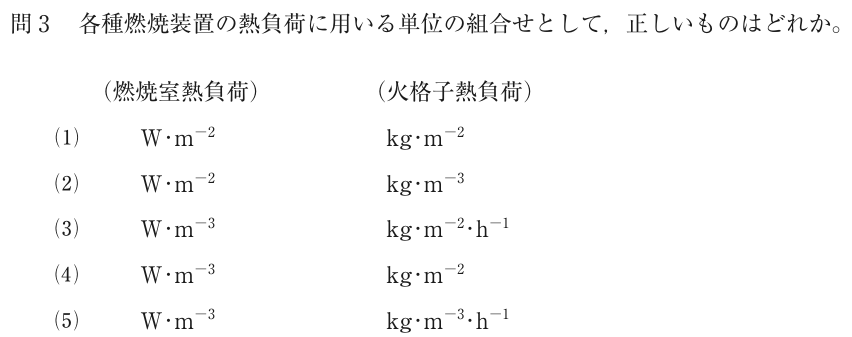 問3 各種燃焼装置の熱負荷に用いる単位の組合せとして，正しいものはどれか。
（燃焼室熱負荷） （火格子熱負荷）
(1) W·m⁻² kg·m⁻²
(2) W·m⁻² kg·m⁻³
(3) W·m⁻³ kg·m⁻²·h⁻¹
(4) W·m⁻³ kg·m⁻²
(5) W·m⁻³ kg·m⁻³·h⁻¹